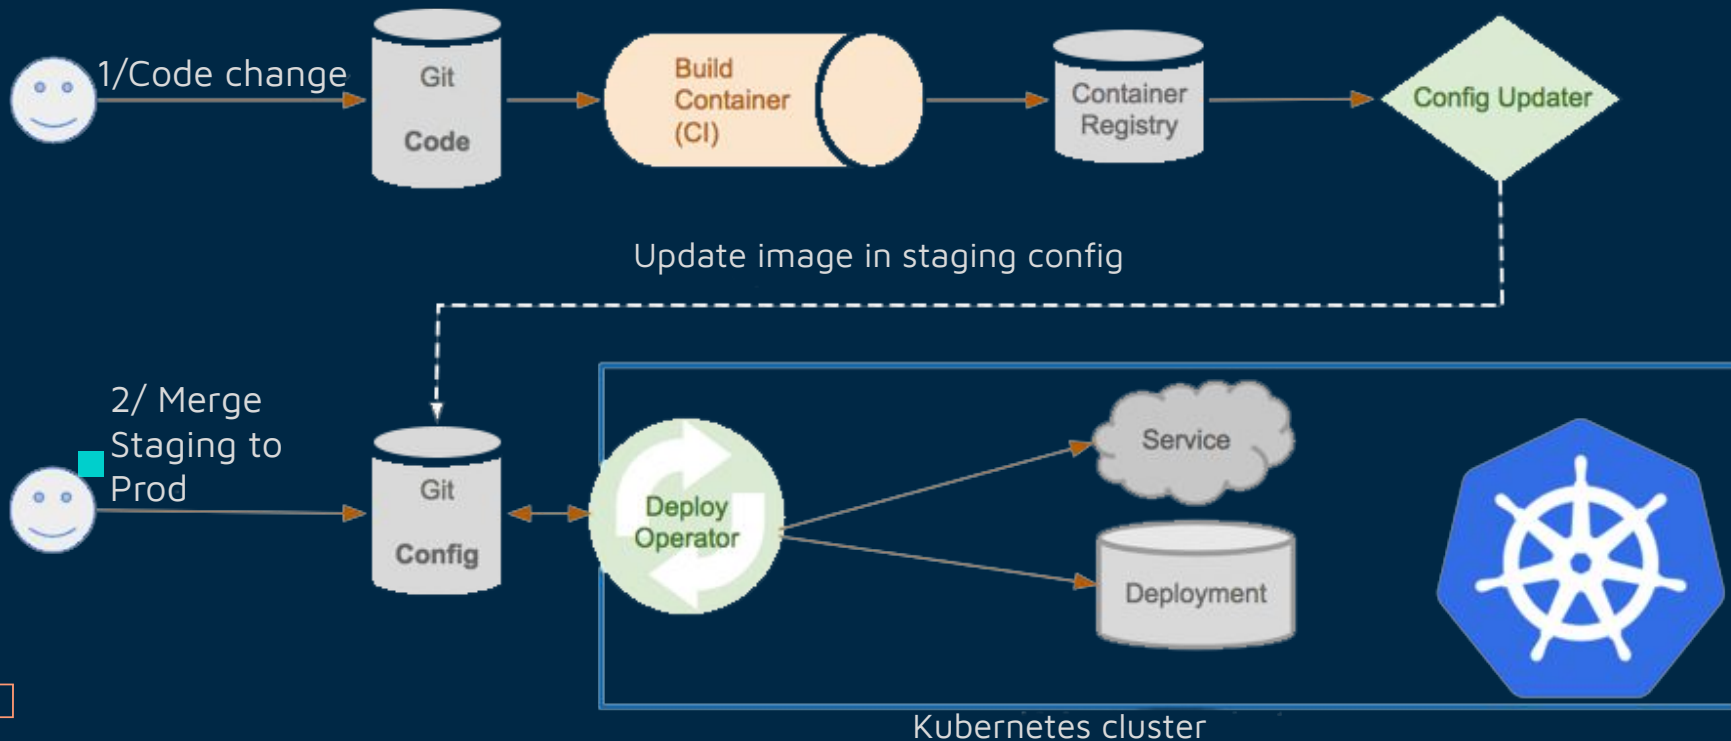 1/Code change
Git
Code
Build
Container
(CI)
Container
Registry
Config Updater
Update image in staging config
2/ Merge
Staging to
Prod
Git
Config
Deploy
Operator
Service
Deployment
Kubernetes cluster